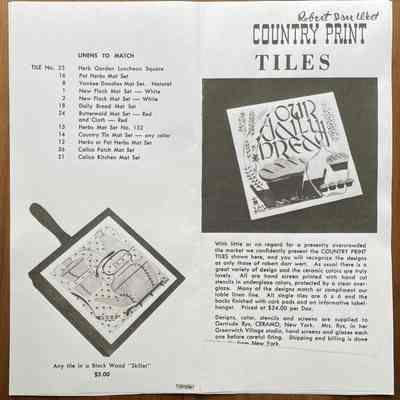 LINENS TO MATCH
TILE No. 25 Herb Garden Luncheon Square
16 Pot Herbs Mat Set
8 Yankee Doodles Mat Set. Natural
1 New Flock Mat Set — White
2 New Flock Mat Set — White
18 Daily Bread Mat Set
24 Buttermold Mat Set — Red
and Cloth — Red
15 Herbs Mat Set No. 152
14 Country Tile Mat Set — any color
12 Herbs or Pot Herbs Mat Set
26 Calico Patch Mat Set
21 Calico Kitchen Mat Set
Any tile in a Black Wood "Skillet"
$5.00
Robert Darr Wert
COUNTRY PRINT
TILES
OUR
DAILY
BREAD
With little or no regard for a presently overcrowded
the market we confidently present the COUNTRY PRINT
TILES shown here, and you will recognize the designs
as only those of robert darr wert. As usual there is
great variety of design and the ceramic colors are truly
lovely. All are hand screen printed with hand cut
stencils in underglaze colors, protected by a clear over-
glaze. Many of the designs match or compliment our
table linen line. All single tiles are 6 x 6 and the
backs finished with cork pads and an informative label-
hanger. Priced at $24.00 per Doz.
Designs, color, stencils and screens are supplied to
Gertrude Rys, CERAMO, New York. Mrs. Rys, in her
Greenwich Village studio, hand screens and glazes each
one before careful firing. Shipping and billing is done
from New York.